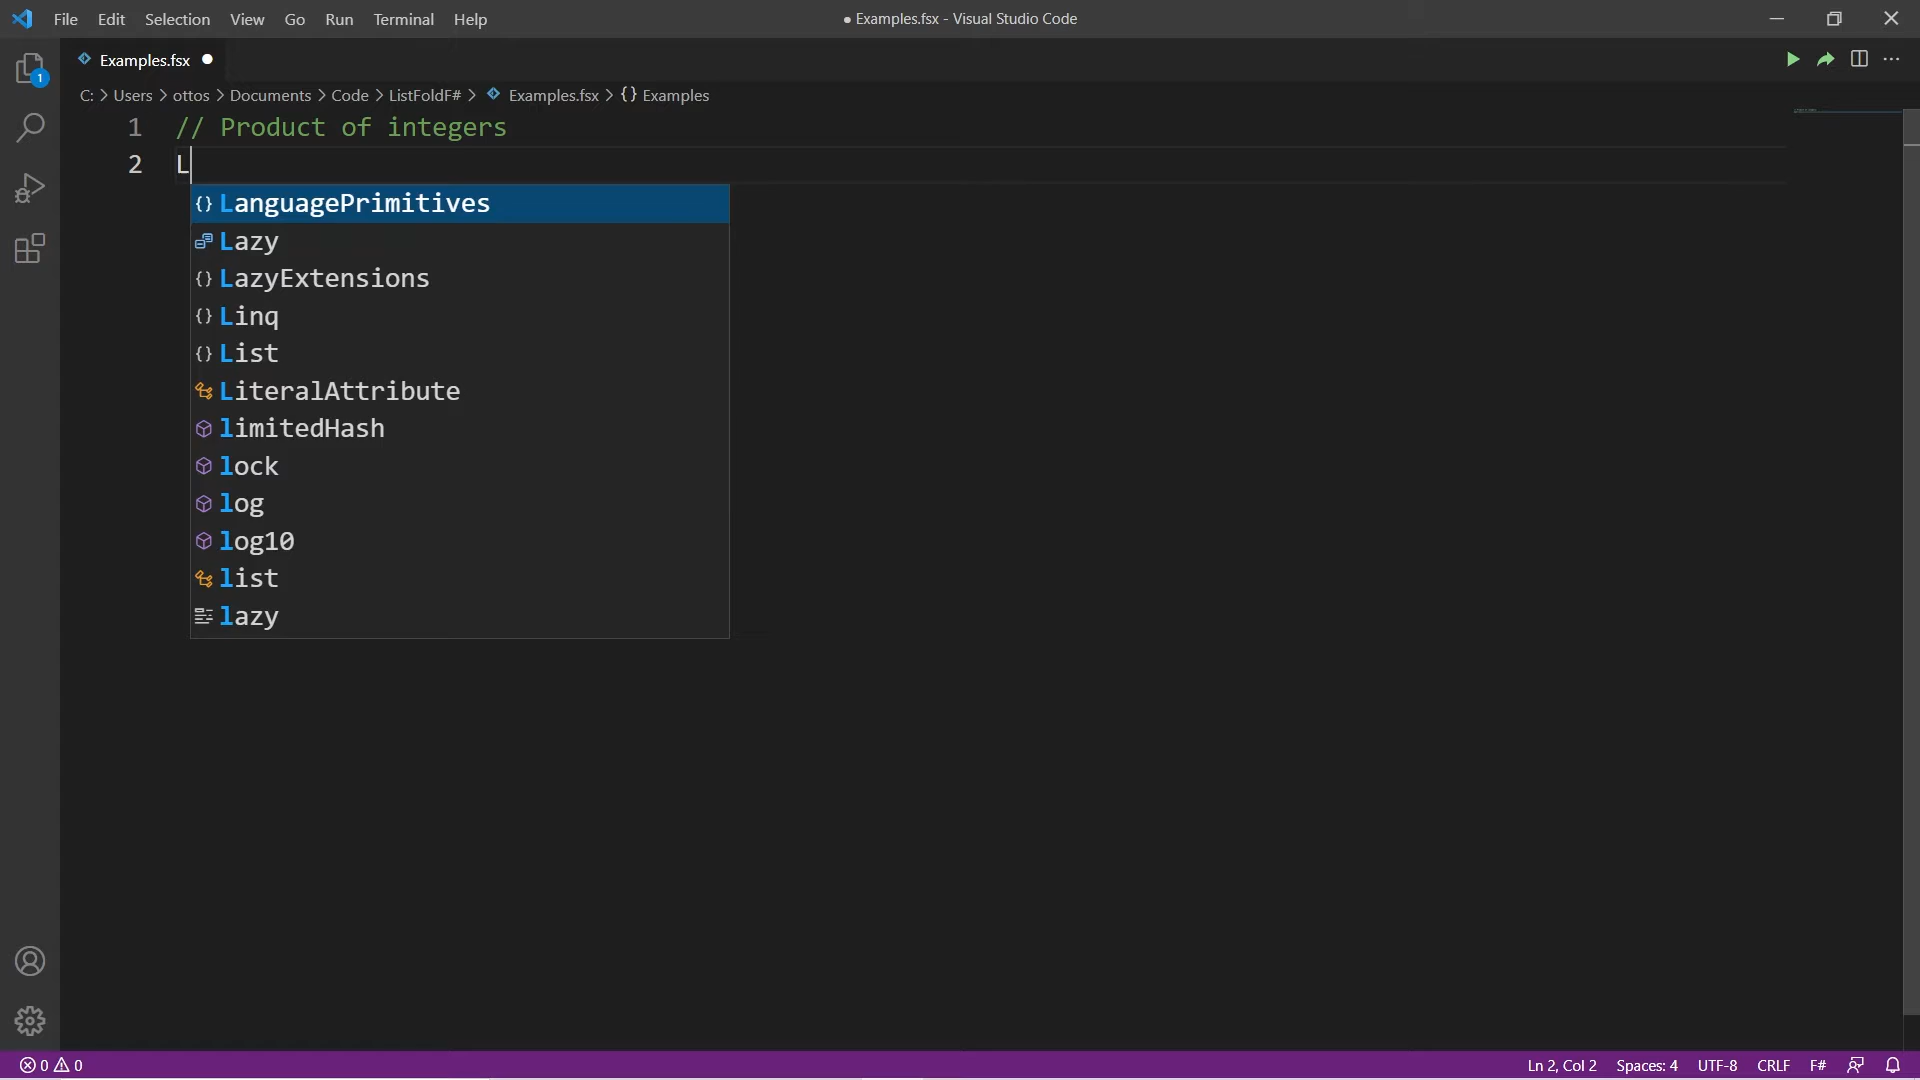 File Edit Selection View Go Run Terminal Help
● Examples.fsx - Visual Studio Code
1
Examples.fsx ●
C: > Users > ottos > Documents > Code > ListFoldF# > Examples.fsx > {} Examples
1 // Product of integers
2 L
{} LanguagePrimitives
Lazy
{} LazyExtensions
{} Linq
{} List
LiteralAttribute
limitedHash
lock
log
log10
list
lazy
0 0 Ln 2, Col 2 Spaces: 4 UTF-8 CRLF F#